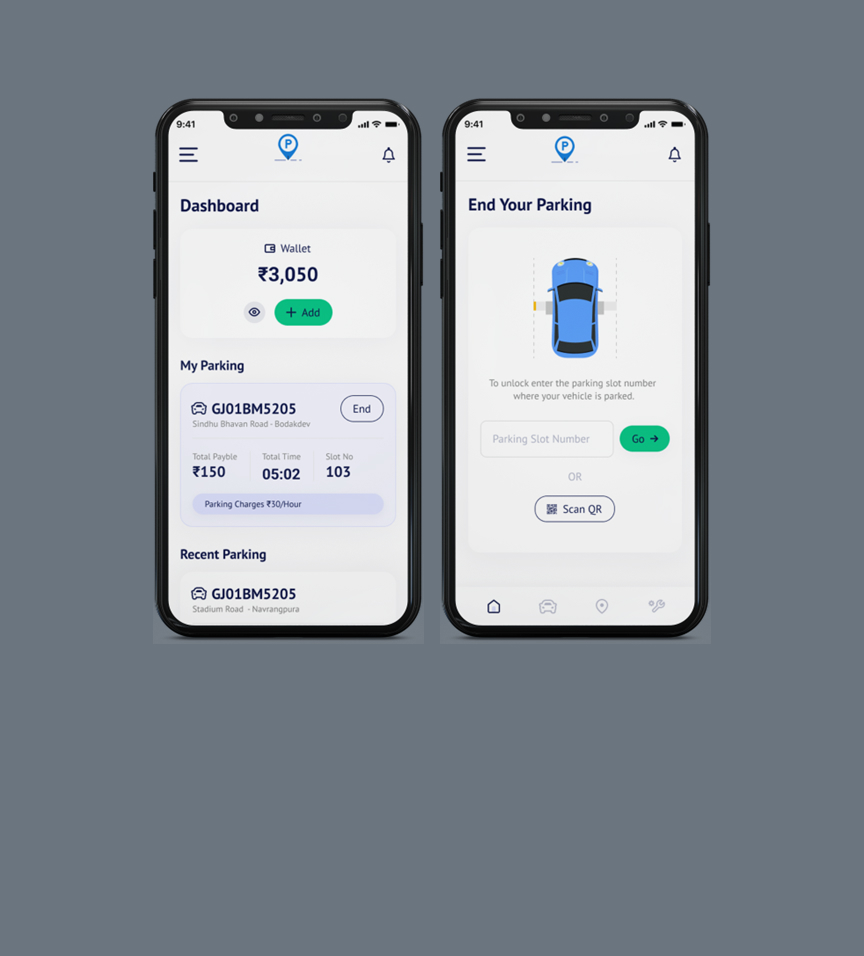 9:41
P
Dashboard
Wallet
₹3,050
+ Add
My Parking
GJ01BM5205
End
Sindhu Bhavan Road - Bodakdev
Total Payble
Total Time
Slot No
₹150
05:02
103
Parking Charges ₹30/Hour
Recent Parking
GJ01BM5205
Stadium Road - Navrangpura
9:41
P
End Your Parking
To unlock enter the parking slot number
where your vehicle is parked.
Parking Slot Number
Go →
OR
Scan QR